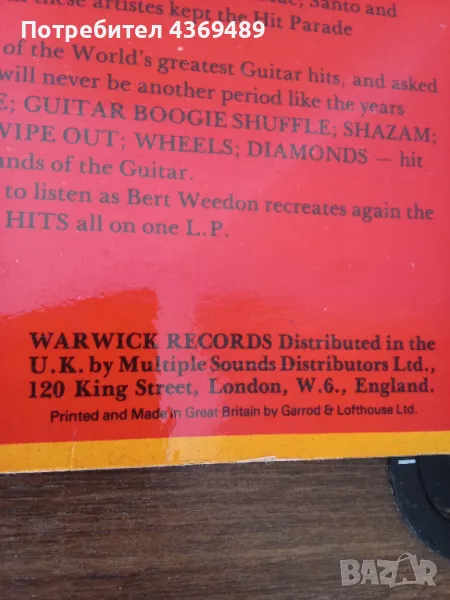 Потребител 4369489
these artistes kept the Hit Parade
Santo and
of the World's greatest Guitar hits, and asked
will never be another period like the years
GUITAR BOOGIE SHUFFLE; SHAZAM;
WIPE OUT; WHEELS; DIAMONDS — hit
of the Guitar.
to listen as Bert Weedon recreates again the
HITS all on one L.P.
WARWICK RECORDS Distributed in the
U.K. by Multiple Sounds Distributors Ltd.,
120 King Street, London, W.6., England.
Printed and Made in Great Britain by Garrod & Lofthouse Ltd.
BAZAR